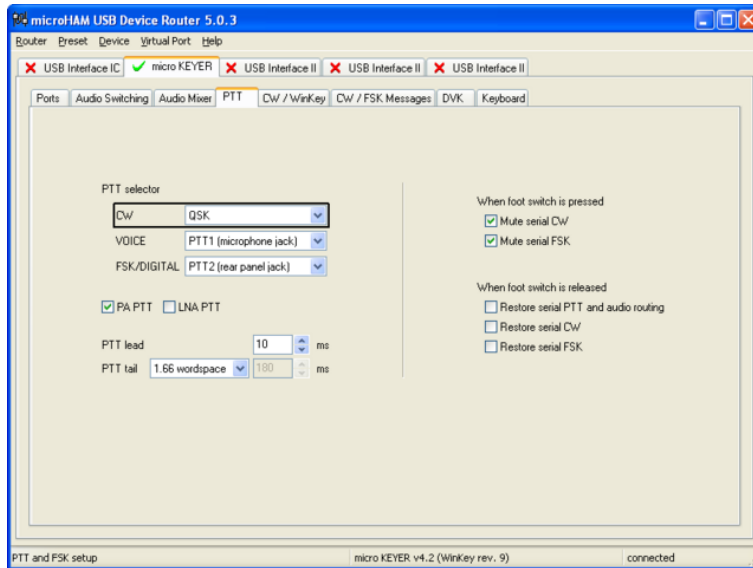 microHAM USB Device Router 5.0.3
Router Preset Device Virtual Port Help
USB Interface IC micro KEYER USB Interface II USB Interface II USB Interface II
Ports Audio Switching Audio Mixer PTT CW / WinKey CW / FSK Messages DVK Keyboard
PTT selector
CW QSK
VOICE PTT1 (microphone jack)
FSK/DIGITAL PTT2 (rear panel jack)
PA PTT LNA PTT
PTT lead 10 ms
PTT tail 1.66 wordspace 180 ms
When foot switch is pressed
Mute serial CW
Mute serial FSK
When foot switch is released
Restore serial PTT and audio routing
Restore serial CW
Restore serial FSK
PTT and FSK setup micro KEYER v4.2 (WinKey rev. 9) connected